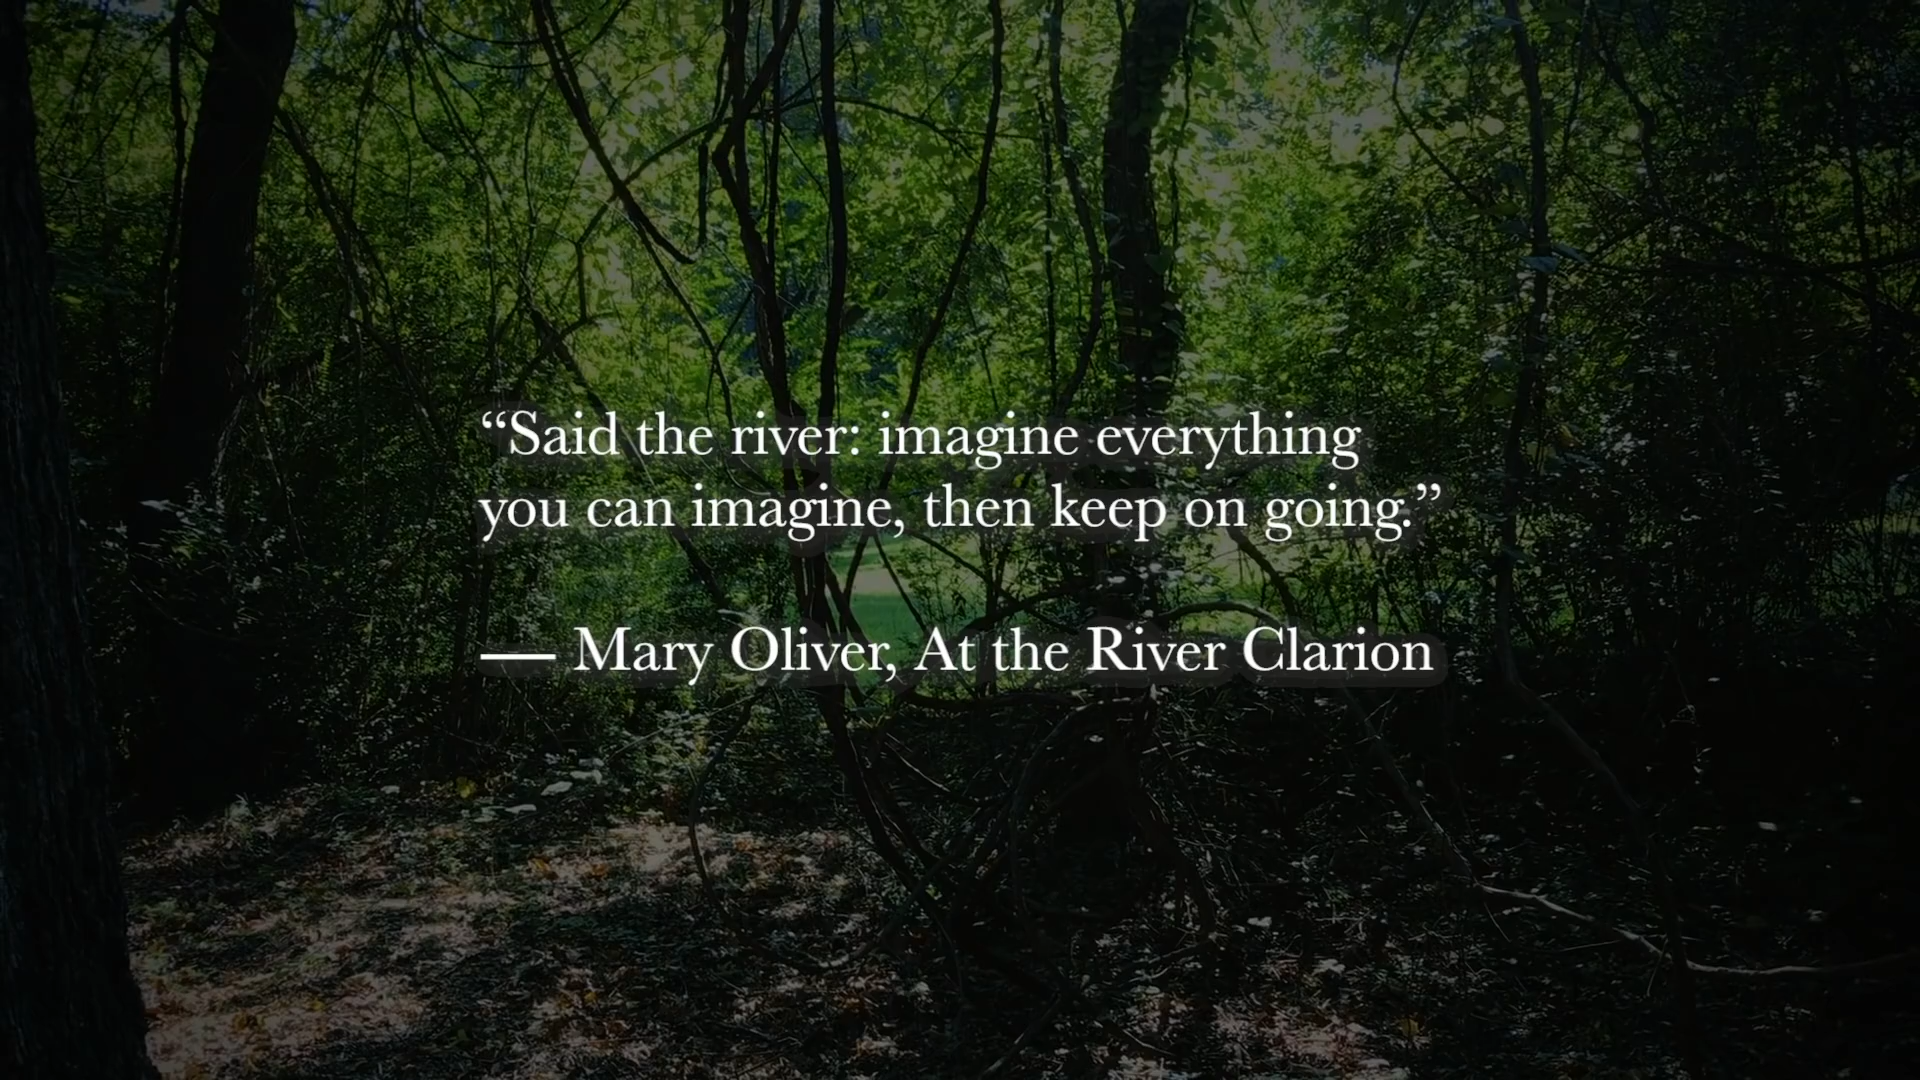 “Said the river: imagine everything
you can imagine, then keep on going.”
— Mary Oliver, At the River Clarion